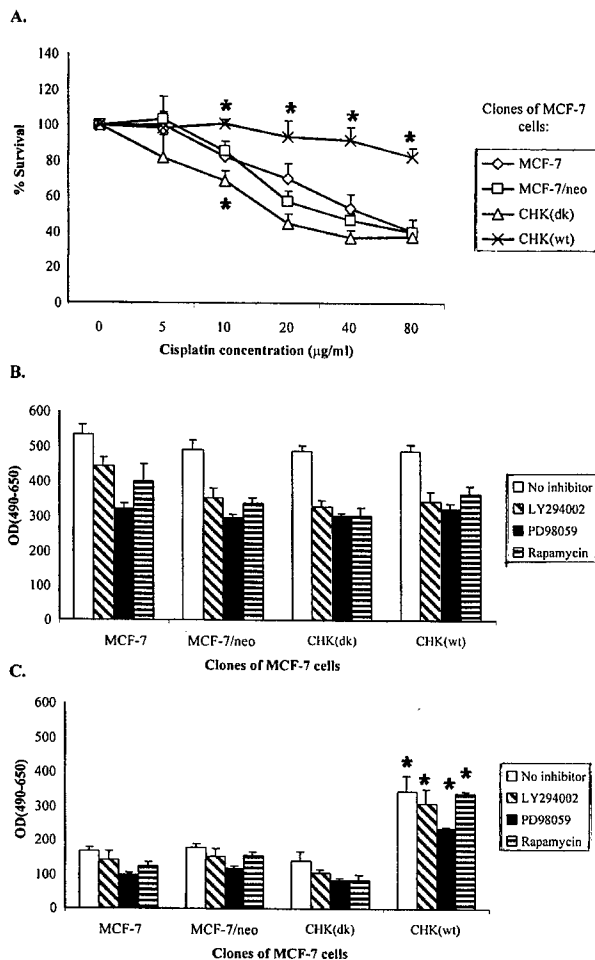 A.
140
120
100
80
60
40
20
0
% Survival
* * * *
*
0 5 10 20 40 80
Cisplatin concentration (µg/ml)
Clones of MCF-7
cells:
MCF-7
MCF-7/neo
CHK(dk)
CHK(wt)
B.
600
500
400
300
200
100
0
OD(490-650)
MCF-7 MCF-7/neo CHK(dk) CHK(wt)
Clones of MCF-7 cells
No inhibitor
LY294002
PD98059
Rapamycin
C.
600
500
400
300
200
100
0
OD(490-650)
* * * *
MCF-7 MCF-7/neo CHK(dk) CHK(wt)
Clones of MCF-7 cells
No inhibitor
LY294002
PD98059
Rapamycin